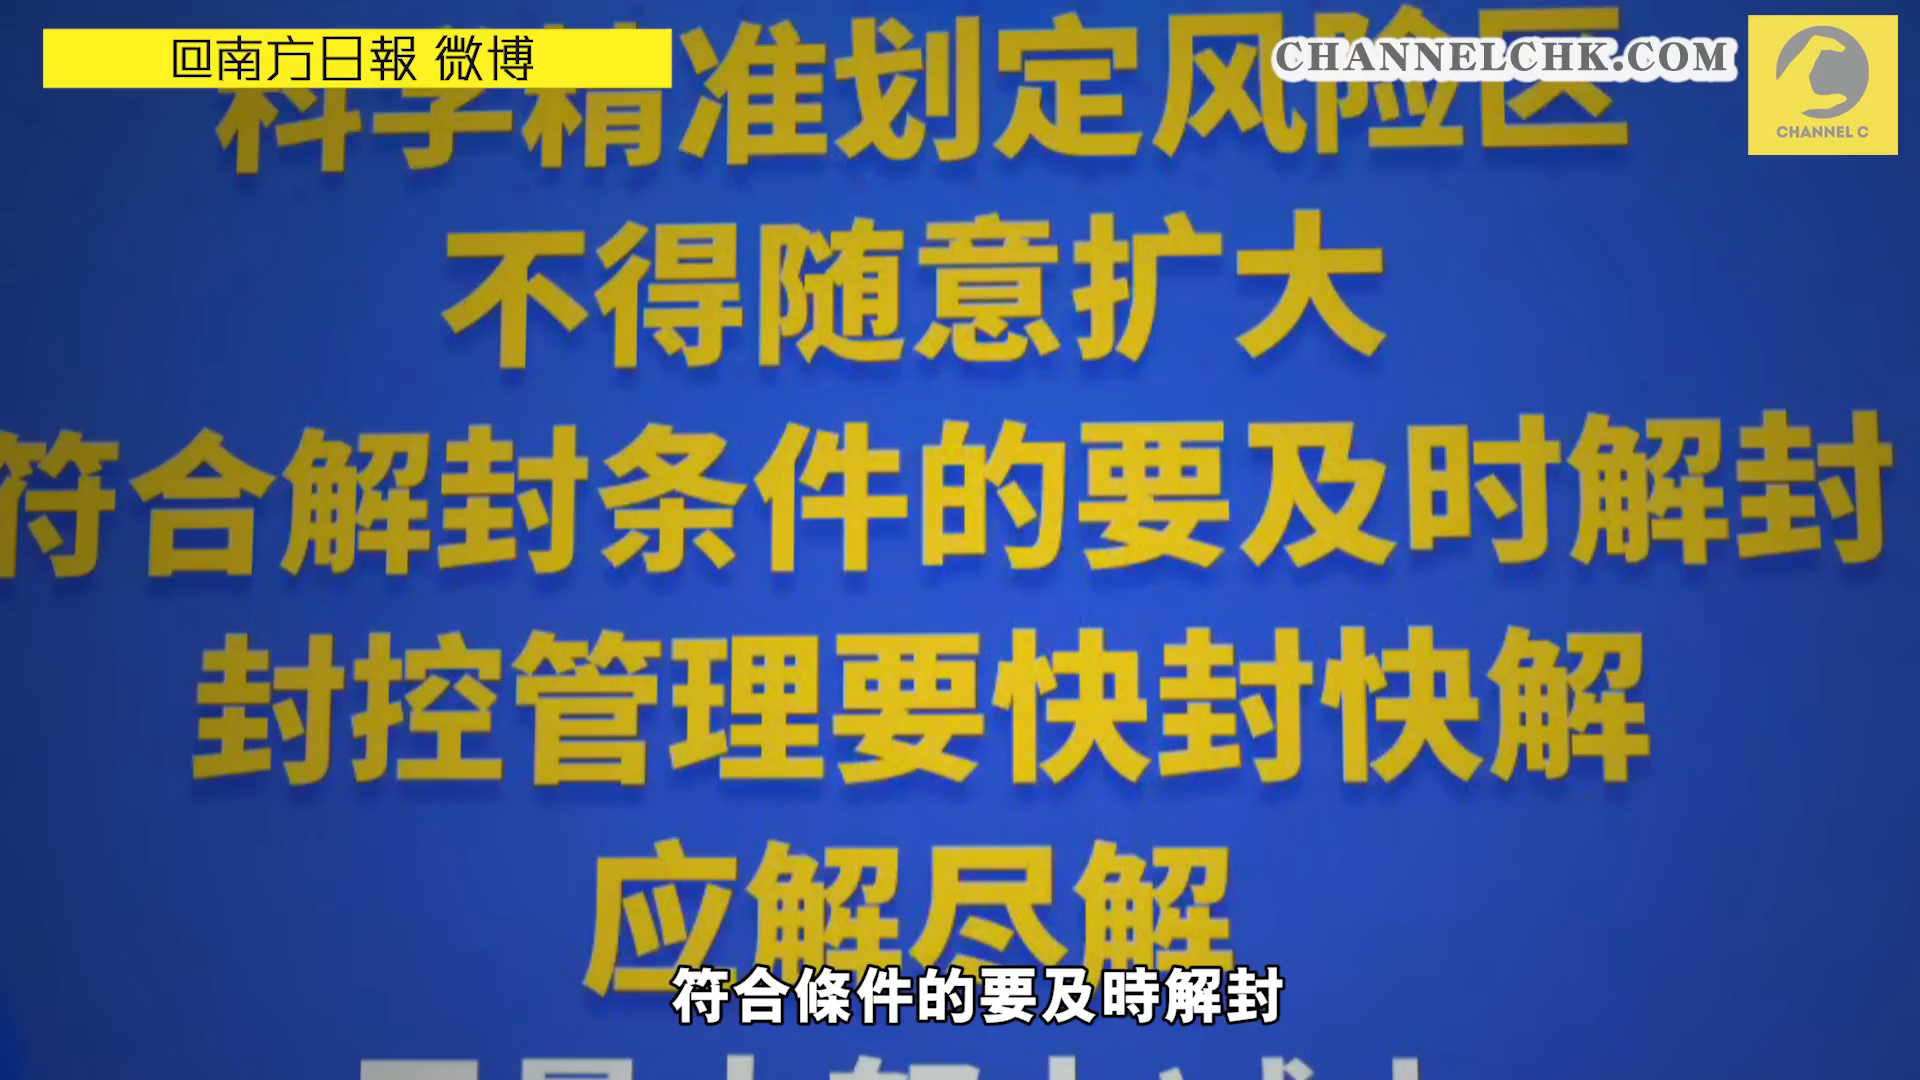 @南方日報 微博
CHANNELCHK.COM
CHANNEL C
科学精准划定风险区
不得随意扩大
符合解封条件的要及时解封
封控管理要快封快解
应解尽解
符合條件的要及時解封